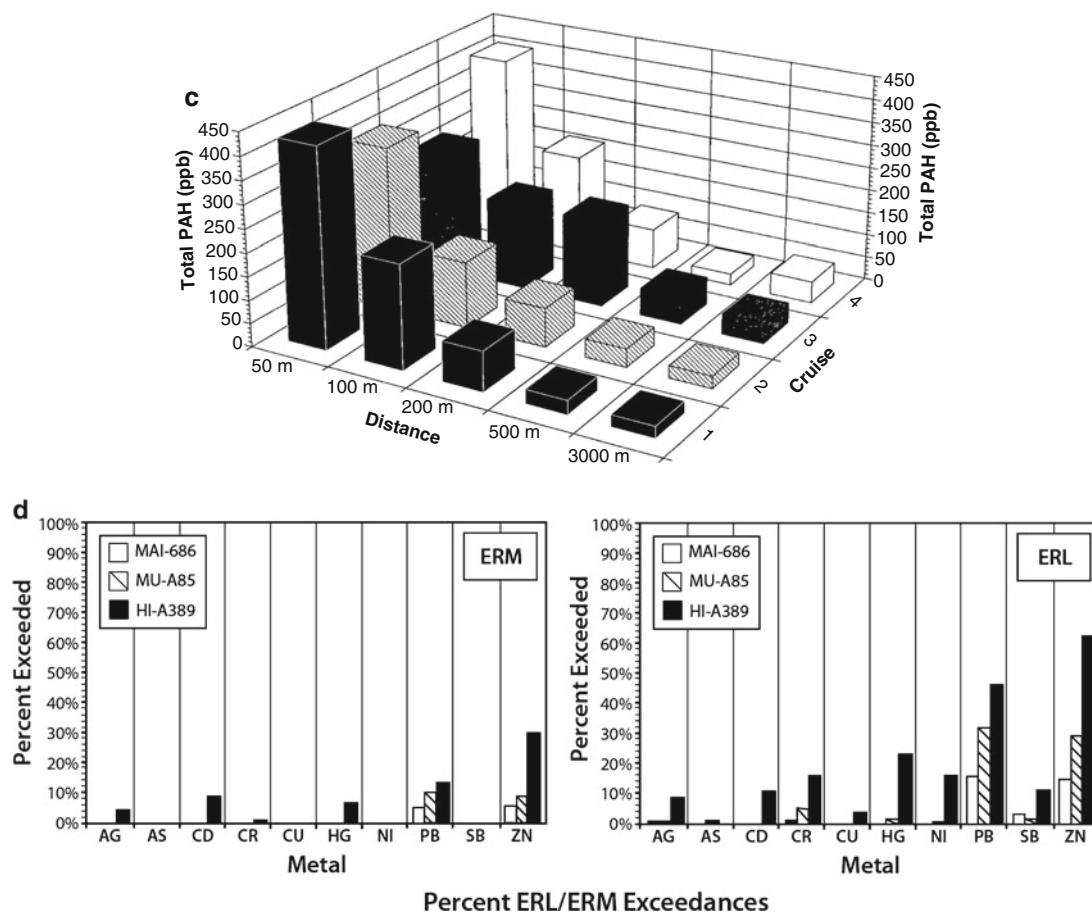 c
Total PAH (ppb)
450
400
350
300
250
200
150
100
50
0
Total PAH (ppb)
450
400
350
300
250
200
150
100
50
0
50 m
100 m
200 m
500 m
3000 m
Distance
1
2
3
4
Cruise
d
Percent Exceeded
100%
90%
80%
70%
60%
50%
40%
30%
20%
10%
0%
MAI-686
MU-A85
HI-A389
ERM
AG AS CD CR CU HG NI PB SB ZN
Metal
Percent Exceeded
100%
90%
80%
70%
60%
50%
40%
30%
20%
10%
0%
MAI-686
MU-A85
HI-A389
ERL
AG AS CD CR CU HG NI PB SB ZN
Metal
Percent ERL/ERM Exceedances